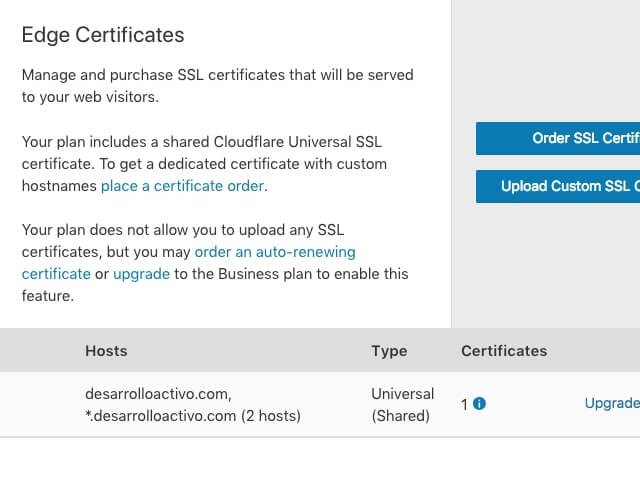 Edge Certificates
Manage and purchase SSL certificates that will be served
to your web visitors.
Your plan includes a shared Cloudflare Universal SSL
certificate. To get a dedicated certificate with custom
hostnames place a certificate order.
Your plan does not allow you to upload any SSL
certificates, but you may order an auto-renewing
certificate or upgrade to the Business plan to enable this
feature.
Order SSL Certif
Upload Custom SSL C
Hosts Type Certificates
desarrolloactivo.com, Universal
*.desarrolloactivo.com (2 hosts) (Shared)
1 Upgrade